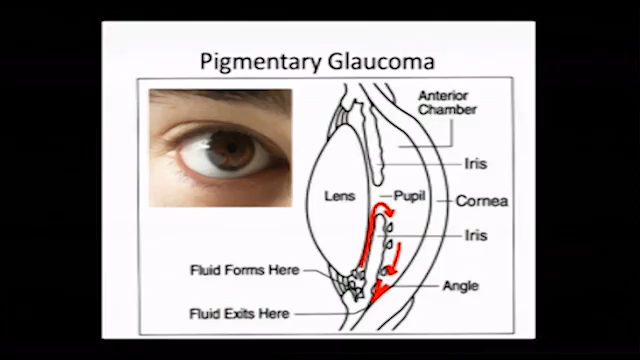 Pigmentary Glaucoma
Anterior
Chamber
Iris
Lens
Pupil
Cornea
Iris
Fluid Forms Here
Angle
Fluid Exits Here